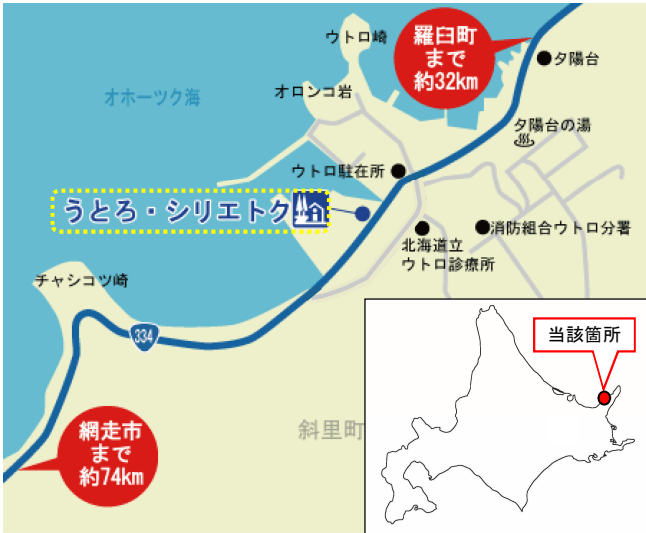 ウトロ崎
羅臼町
まで
約32km
夕陽台
オホーツク海
オロンコ岩
夕陽台の湯
ウトロ駐在所
うとろ・シリエトク
消防組合ウトロ分署
北海道立
ウトロ診療所
チャシコツ崎
334
当該箇所
斜里町
網走市
まで
約74km